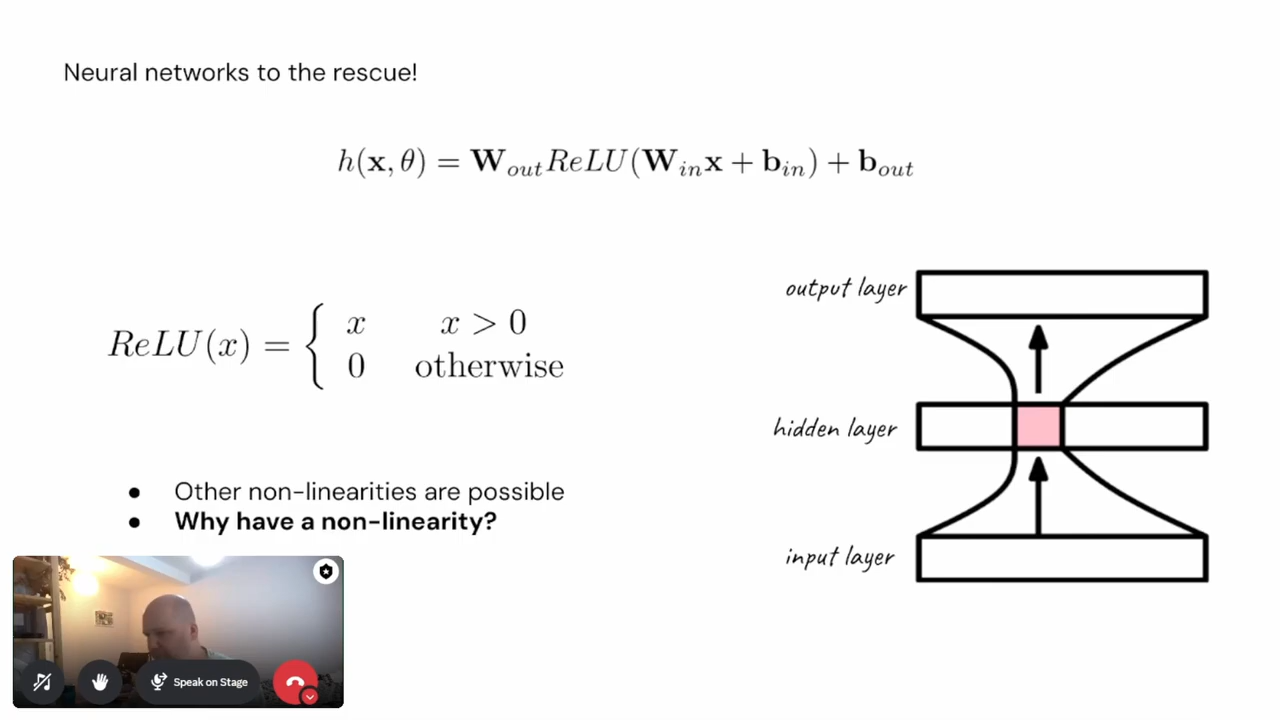 Neural networks to the rescue!
h(x, θ) = W_out ReLU(W_in x + b_in) + b_out
output layer
ReLU(x) = { x x > 0
0 otherwise
hidden layer
● Other non-linearities are possible
● Why have a non-linearity?
input layer
Speak on Stage